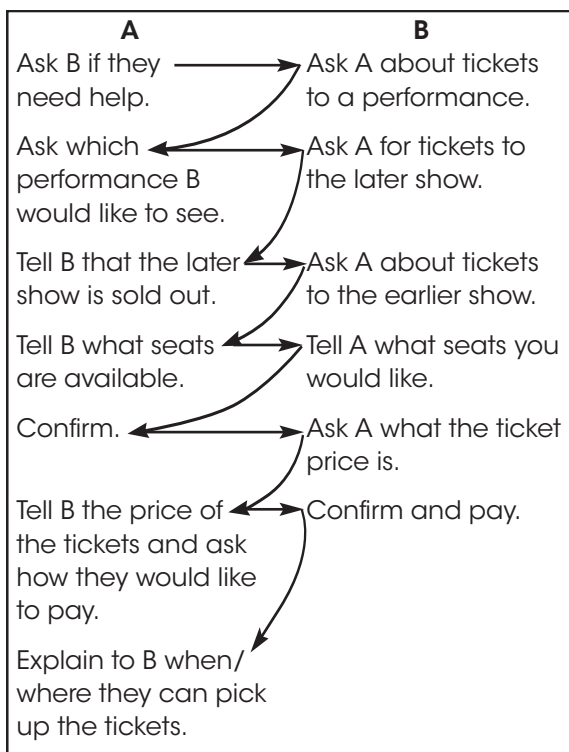 A B
Ask B if they Ask A about tickets
need help. to a performance.
Ask which Ask A for tickets to
performance B the later show.
would like to see.
Tell B that the later Ask A about tickets
show is sold out. to the earlier show.
Tell B what seats Tell A what seats you
are available. would like.
Confirm. Ask A what the ticket
price is.
Tell B the price of Confirm and pay.
the tickets and ask
how they would like
to pay.
Explain to B when/
where they can pick
up the tickets.